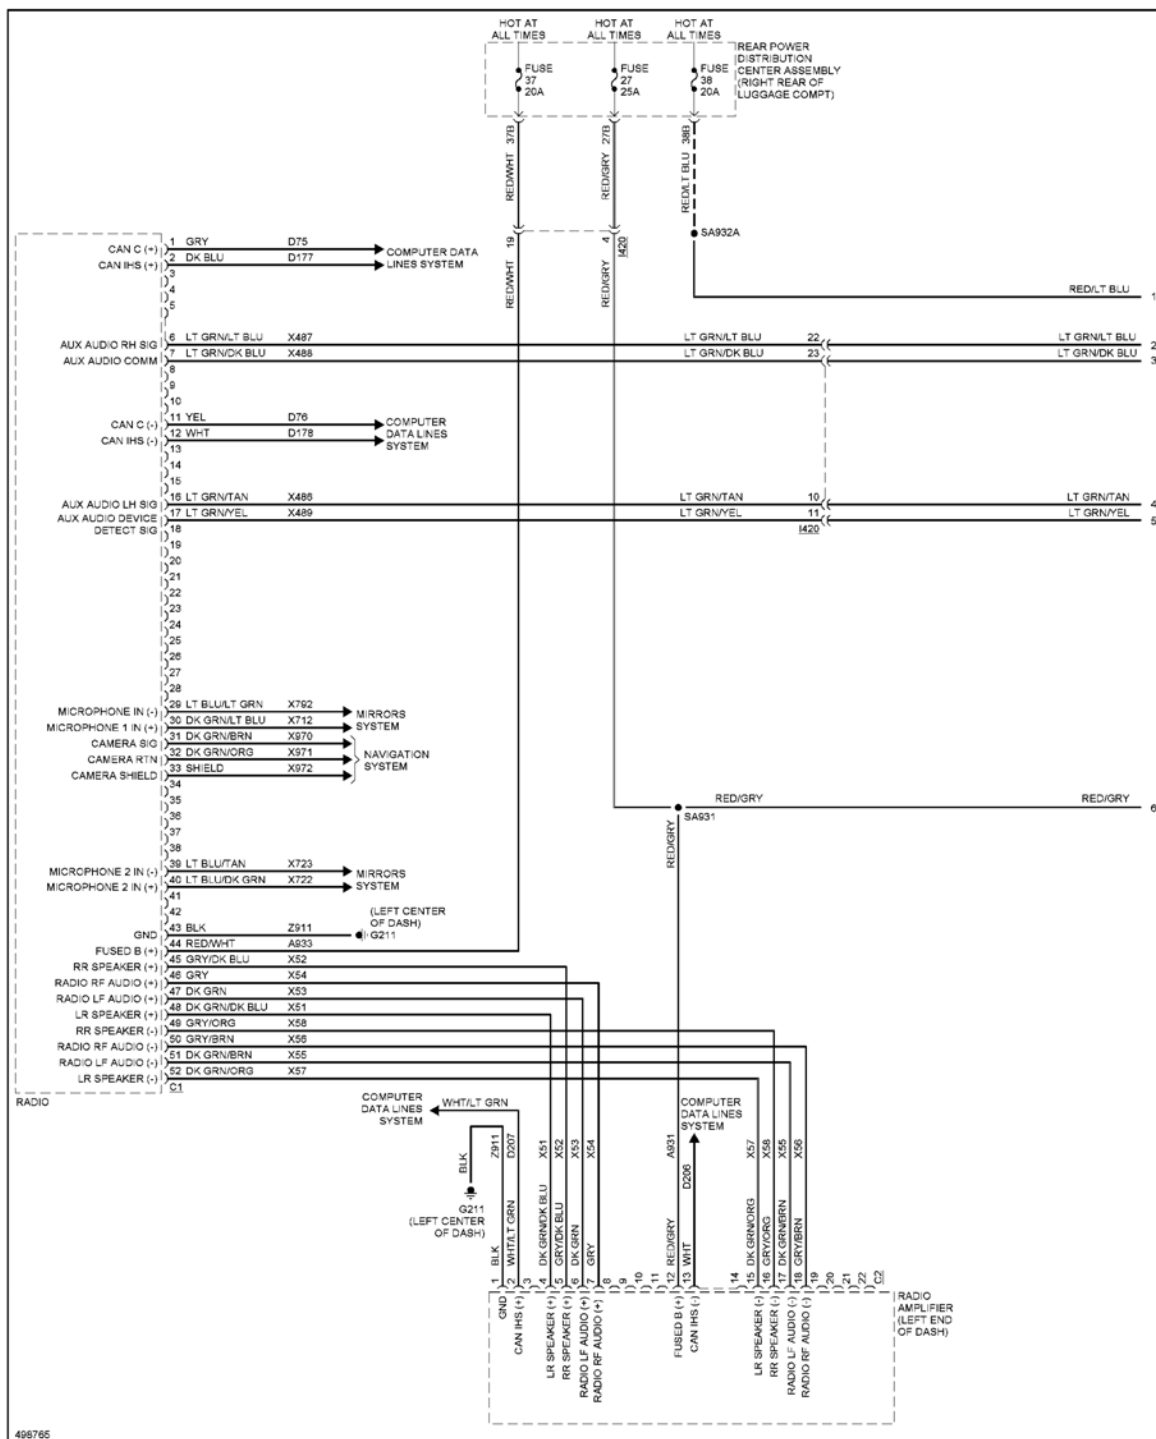 HOT AT
ALL TIMES
HOT AT
ALL TIMES
HOT AT
ALL TIMES
FUSE
37
20A
FUSE
27
25A
FUSE
38
20A
REAR POWER
DISTRIBUTION
CENTER ASSEMBLY
(RIGHT REAR OF
LUGGAGE COMPT)
37B
27B
38B
RED/WHT
RED/GRY
RED/LT BLU
SA932A
19
4
I420
RED/WHT
RED/GRY
RED/LT BLU 1
CAN C (+) 1 GRY D75
CAN IHS (+) 2 DK BLU D177
COMPUTER DATA
LINES SYSTEM
3
4
5
AUX AUDIO RH SIG 6 LT GRN/LT BLU X487 LT GRN/LT BLU 22 LT GRN/LT BLU 2
AUX AUDIO COMM 7 LT GRN/DK BLU X488 LT GRN/DK BLU 23 LT GRN/DK BLU 3
8
9
10
CAN C (-) 11 YEL D76
CAN IHS (-) 12 WHT D178
COMPUTER
DATA LINES
SYSTEM
13
14
15
AUX AUDIO LH SIG 16 LT GRN/TAN X486 LT GRN/TAN 10 LT GRN/TAN 4
AUX AUDIO DEVICE
DETECT SIG 17 LT GRN/YEL X489 LT GRN/YEL 11 LT GRN/YEL 5
I420
18
19
20
21
22
23
24
25
26
27
28
MICROPHONE IN (-) 29 LT BLU/LT GRN X792
MICROPHONE 1 IN (+) 30 DK GRN/LT BLU X712
MIRRORS
SYSTEM
CAMERA SIG 31 DK GRN/BRN X970
CAMERA RTN 32 DK GRN/ORG X971
CAMERA SHIELD 33 SHIELD X972
NAVIGATION
SYSTEM
34
35
36
37
38
RED/GRY RED/GRY 6
SA931
RED/GRY
MICROPHONE 2 IN (-) 39 LT BLU/TAN X723
MICROPHONE 2 IN (+) 40 LT BLU/DK GRN X722
MIRRORS
SYSTEM
41
42
(LEFT CENTER
OF DASH)
G211
GND 43 BLK Z911
FUSED B (+) 44 RED/WHT A933
RR SPEAKER (+) 45 GRY/DK BLU X52
RADIO RF AUDIO (+) 46 GRY X54
RADIO LF AUDIO (+) 47 DK GRN X53
LR SPEAKER (+) 48 DK GRN/DK BLU X51
RR SPEAKER (-) 49 GRY/ORG X58
RADIO RF AUDIO (-) 50 GRY/BRN X56
RADIO LF AUDIO (-) 51 DK GRN/BRN X55
LR SPEAKER (-) 52 DK GRN/ORG X57
C1
RADIO
COMPUTER
DATA LINES
SYSTEM
WHT/LT GRN
COMPUTER
DATA LINES
SYSTEM
BLK
G211
(LEFT CENTER
OF DASH)
Z911
D207
X51
X52
X53
X54
A931
D206
X57
X58
X55
X56
BLK
WHT/LT GRN
DK GRN/DK BLU
GRY/DK BLU
DK GRN
GRY
RED/GRY
WHT
DK GRN/ORG
GRY/ORG
DK GRN/BRN
GRY/BRN
1
2
3
4
5
6
7
8
9
10
11
12
13
14
15
16
17
18
19
20
21
22
C2
GND
CAN IHS (+)
LR SPEAKER (+)
RR SPEAKER (+)
RADIO LF AUDIO (+)
RADIO RF AUDIO (+)
FUSED B (+)
CAN IHS (-)
LR SPEAKER (-)
RR SPEAKER (-)
RADIO LF AUDIO (-)
RADIO RF AUDIO (-)
RADIO
AMPLIFIER
(LEFT END
OF DASH)
498765